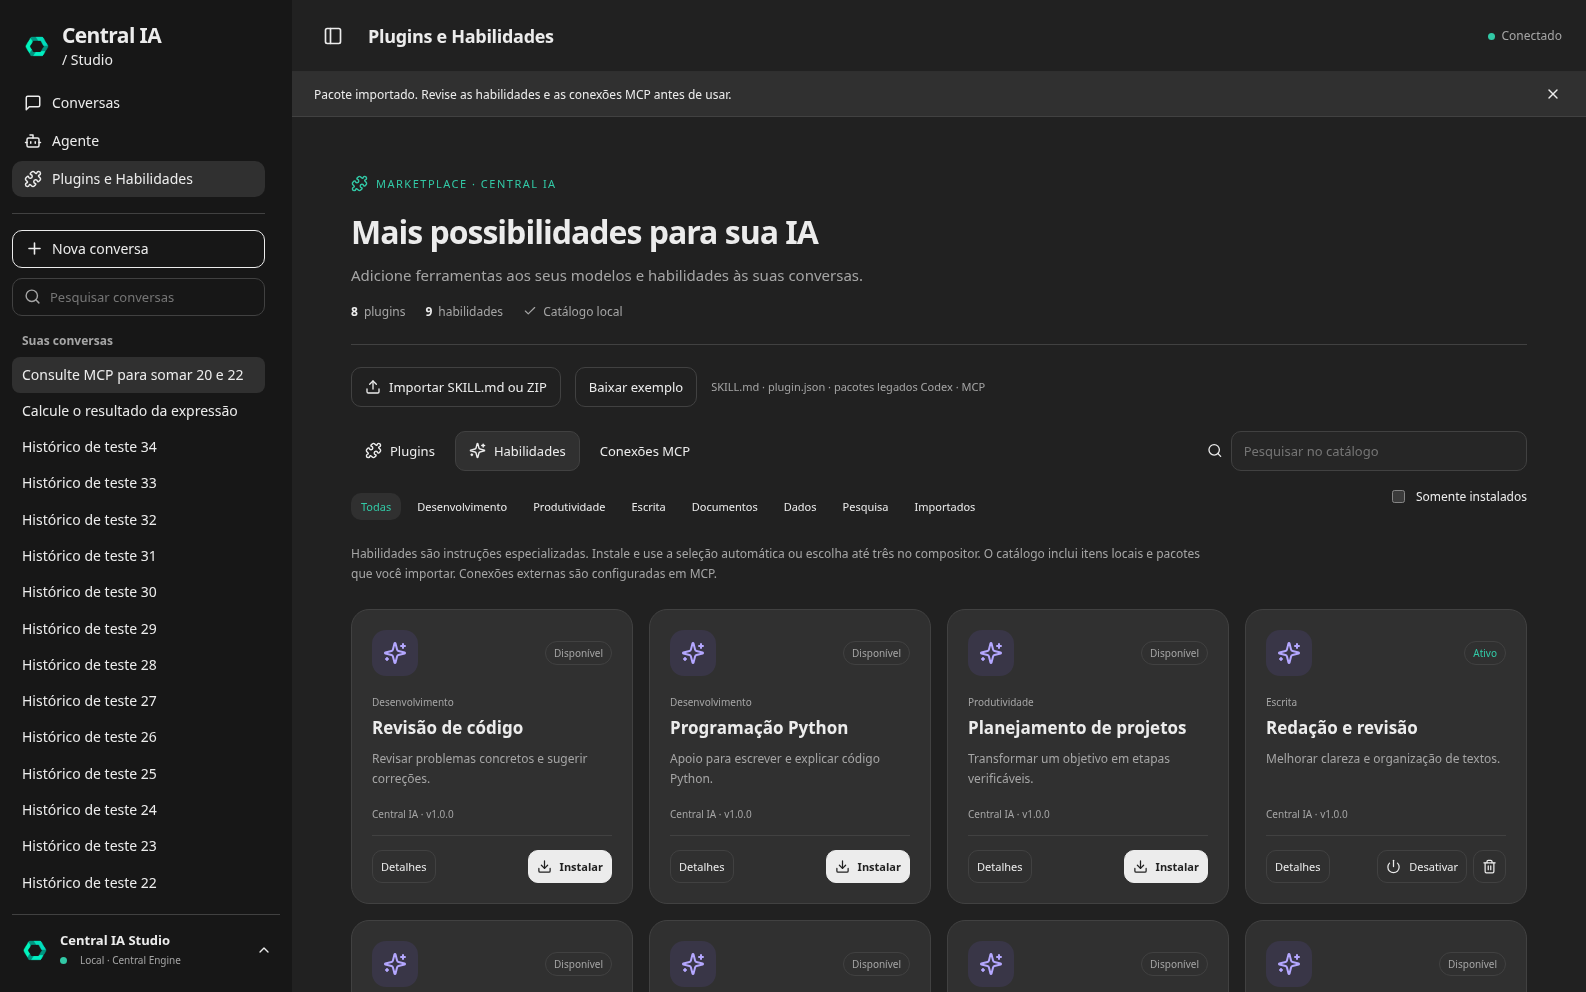 Central IA
/ Studio
Conversas
Agente
Plugins e Habilidades
Nova conversa
Pesquisar conversas
Suas conversas
Consulte MCP para somar 20 e 22
Calcule o resultado da expressão
Histórico de teste 34
Histórico de teste 33
Histórico de teste 32
Histórico de teste 31
Histórico de teste 30
Histórico de teste 29
Histórico de teste 28
Histórico de teste 27
Histórico de teste 26
Histórico de teste 25
Histórico de teste 24
Histórico de teste 23
Histórico de teste 22
Central IA Studio
Local · Central Engine
Plugins e Habilidades
Conectado
Pacote importado. Revise as habilidades e as conexões MCP antes de usar.
MARKETPLACE · CENTRAL IA
Mais possibilidades para sua IA
Adicione ferramentas aos seus modelos e habilidades às suas conversas.
8 plugins 9 habilidades Catálogo local
Importar SKILL.md ou ZIP Baixar exemplo SKILL.md · plugin.json · pacotes legados Codex · MCP
Plugins Habilidades Conexões MCP Pesquisar no catálogo
Somente instalados
Todas Desenvolvimento Produtividade Escrita Documentos Dados Pesquisa Importados
Habilidades são instruções especializadas. Instale e use a seleção automática ou escolha até três no compositor. O catálogo inclui itens locais e pacotes
que você importar. Conexões externas são configuradas em MCP.
Disponível
Desenvolvimento
Revisão de código
Revisar problemas concretos e sugerir
correções.
Central IA · v1.0.0
Detalhes Instalar
Disponível
Desenvolvimento
Programação Python
Apoio para escrever e explicar código
Python.
Central IA · v1.0.0
Detalhes Instalar
Disponível
Produtividade
Planejamento de projetos
Transformar um objetivo em etapas
verificáveis.
Central IA · v1.0.0
Detalhes Instalar
Ativo
Escrita
Redação e revisão
Melhorar clareza e organização de textos.
Central IA · v1.0.0
Detalhes Desativar
Disponível
Disponível
Disponível
Disponível